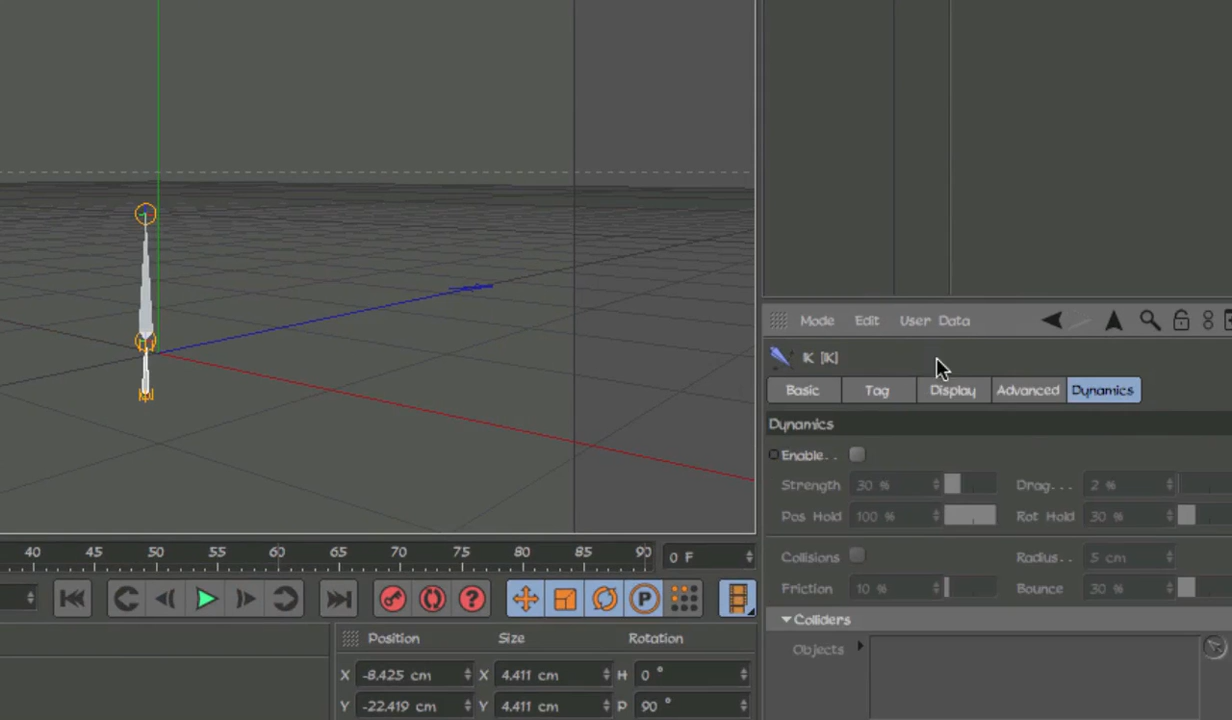 Mode Edit User Data
IK [IK]
Basic Tag Display Advanced Dynamics
Dynamics
Enable. .
Strength 30 % Drag. . . 2 %
Pos Hold 100 % Rot Hold 30 %
Collisions Radius. . 5 cm
Friction 10 % Bounce 30 %
Colliders
Objects
40 45 50 55 60 65 70 75 80 85 90 0 F
P
Position Size Rotation
X -8.425 cm X 4.411 cm H 0 °
Y -22.419 cm Y 4.411 cm P 90 °